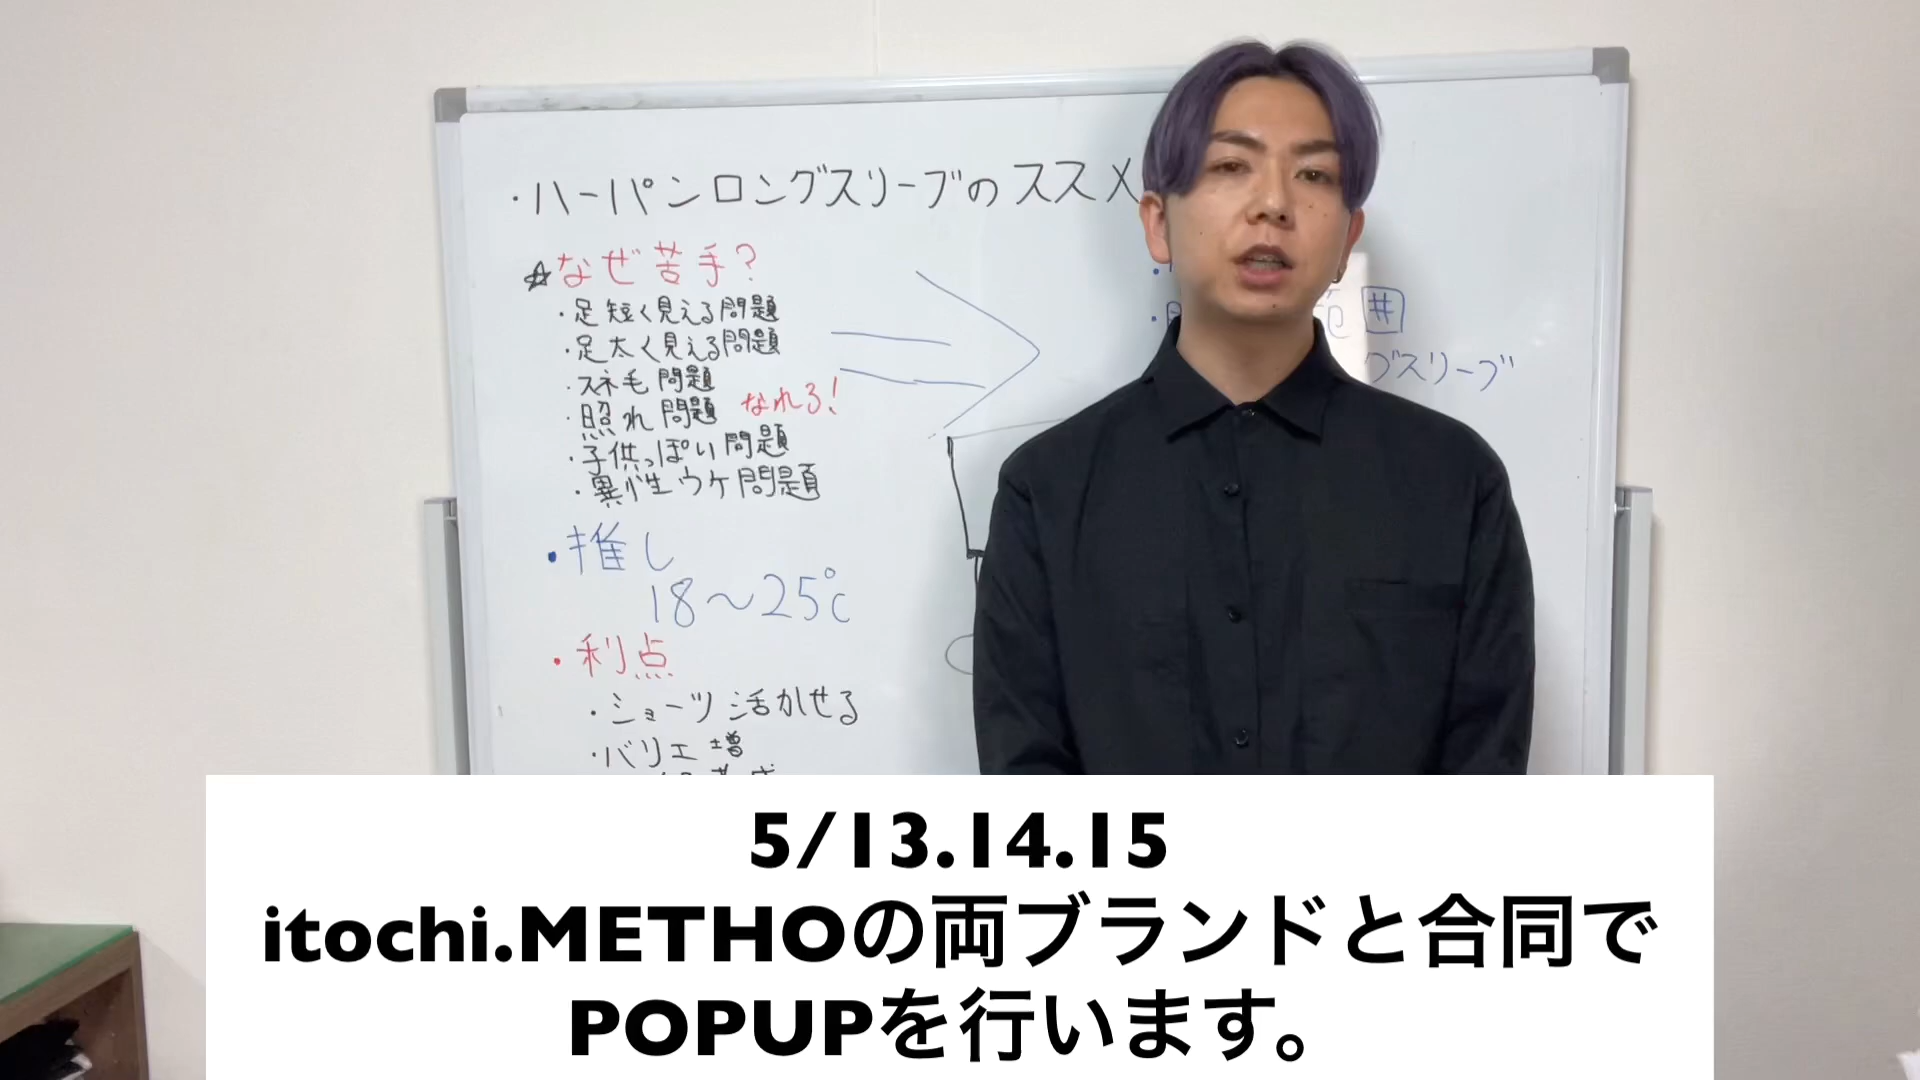 ・ハーパンロングスリーブのススメ
☆なぜ苦手?
・足短く見える問題
・足太く見える問題
・スネ毛問題
・照れ問題 なれろ!
・子供っぽい問題
・異性ウケ問題
・推し
18〜25℃
・利点
・ショーツ活かせる
・バリエ増
囲
グスリーブ
5/13.14.15
itochi.METHOの両ブランドと合同で
POPUPを行います。